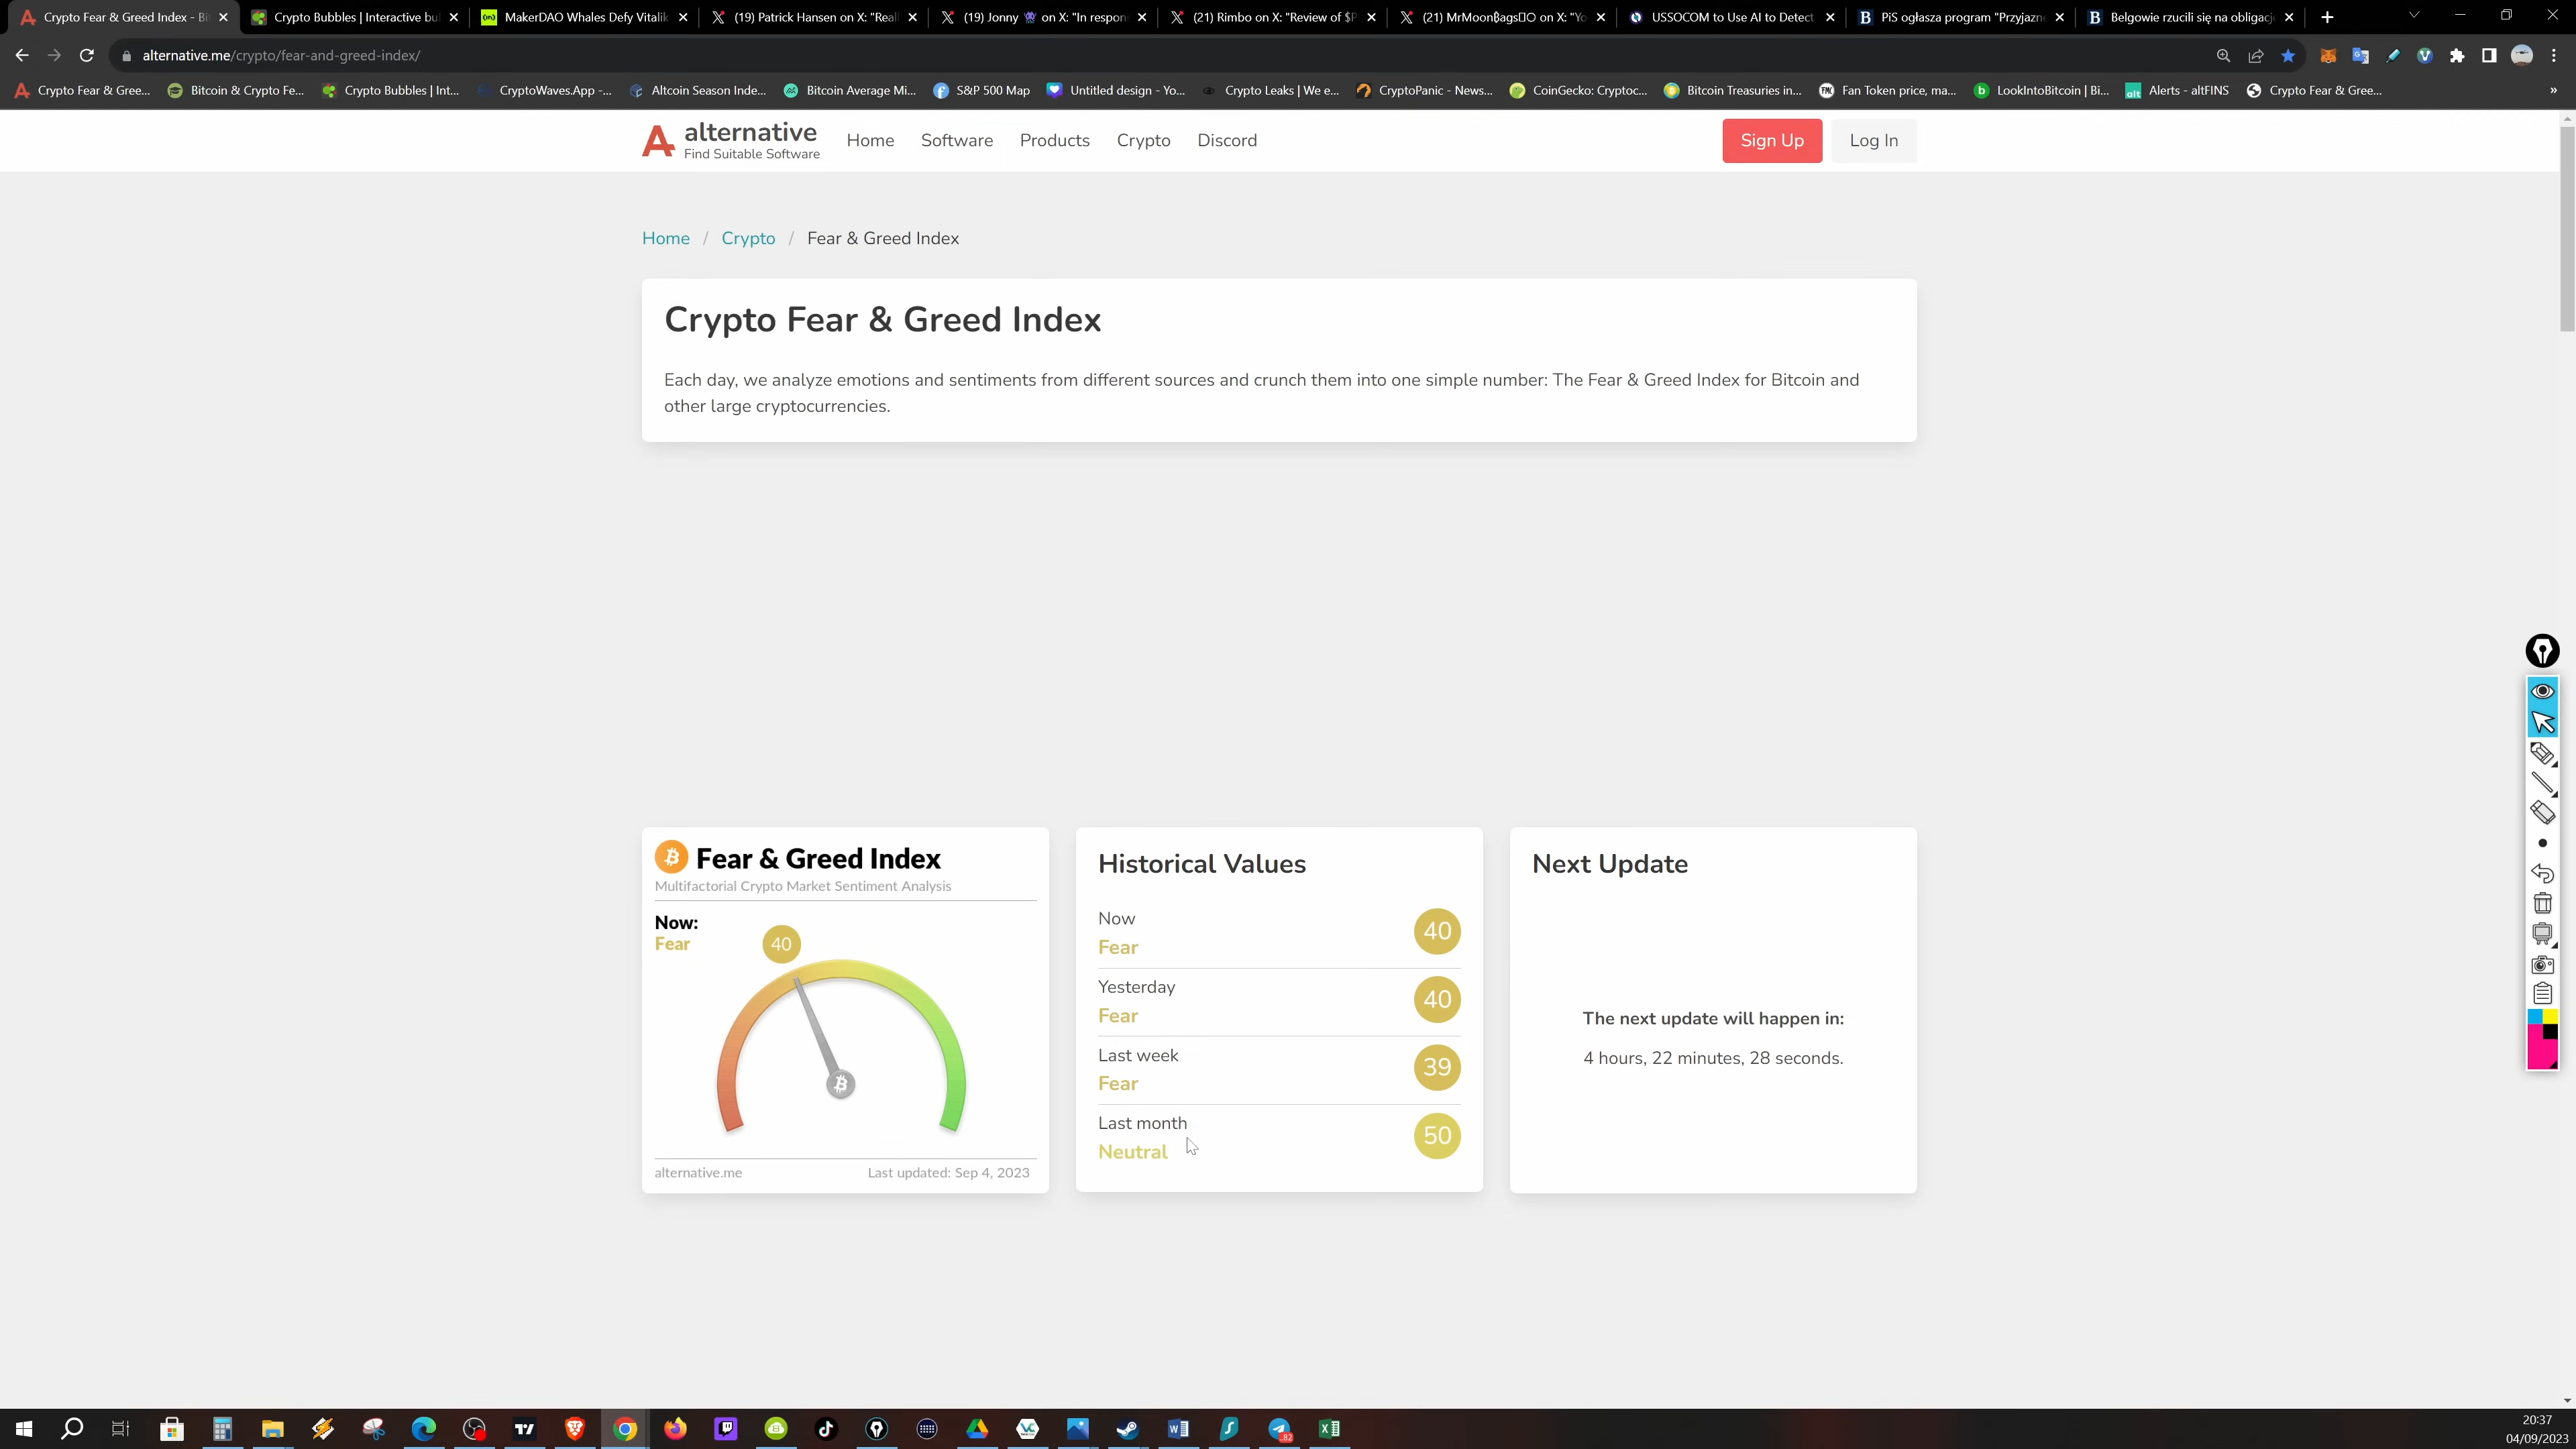 Crypto Fear & Greed Index - Bi
Crypto Bubbles | Interactive bu
MakerDAO Whales Defy Vitalik
(19) Patrick Hansen on X: "Reall
(19) Jonny 👾 on X: "In respon
(21) Rimbo on X: "Review of $P
(21) MrMoonβags
on X: "Yo
USSOCOM to Use AI to Detect
PiS ogłasza program "Przyjazn
Belgowie rzucili się na obligacj
alternative.me/crypto/fear-and-greed-index/
Crypto Fear & Gree...
Bitcoin & Crypto Fe...
Crypto Bubbles | Int...
CryptoWaves.App -...
Altcoin Season Inde...
Bitcoin Average Mi...
S&P 500 Map
Untitled design - Yo...
Crypto Leaks | We e...
CryptoPanic - News...
CoinGecko: Cryptoc...
Bitcoin Treasuries in...
Fan Token price, ma...
LookIntoBitcoin | Bi...
Alerts - altFINS
Crypto Fear & Gree...
»
alternative
Find Suitable Software
Home
Software
Products
Crypto
Discord
Sign Up
Log In
Home / Crypto / Fear & Greed Index
Crypto Fear & Greed Index
Each day, we analyze emotions and sentiments from different sources and crunch them into one simple number: The Fear & Greed Index for Bitcoin and
other large cryptocurrencies.
Fear & Greed Index
Multifactorial Crypto Market Sentiment Analysis
Now:
Fear
40
alternative.me
Last updated: Sep 4, 2023
Historical Values
Now
Fear
40
Yesterday
Fear
40
Last week
Fear
39
Last month
Neutral
50
Next Update
The next update will happen in:
4 hours, 22 minutes, 28 seconds.
20:37
04/09/2023